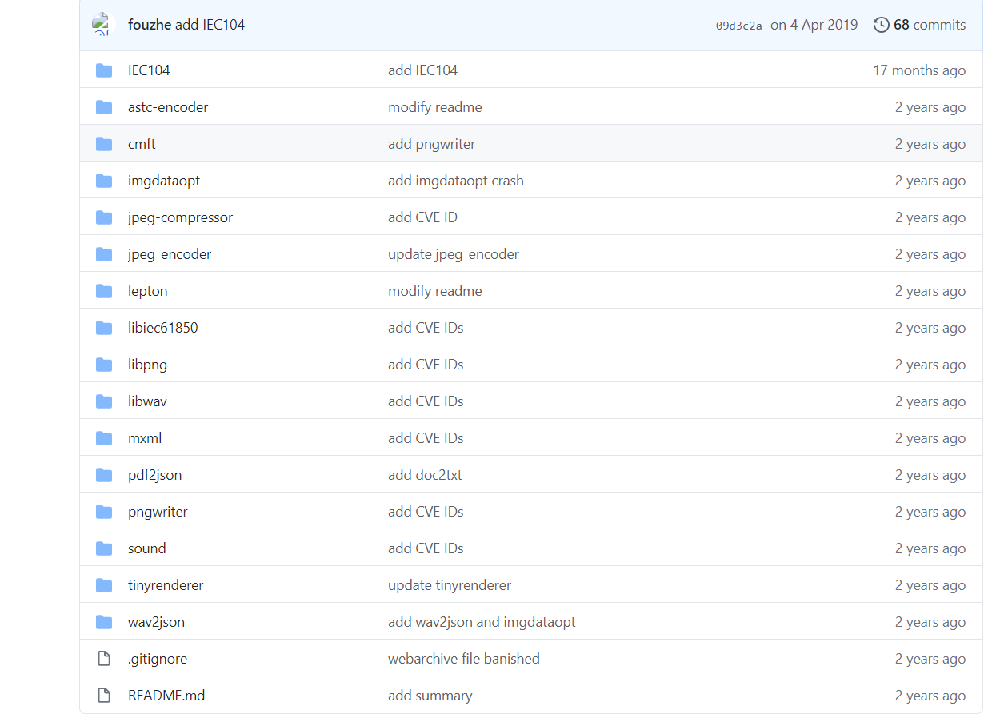 fouzhe add IEC104 09d3c2a on 4 Apr 2019 68 commits
IEC104 add IEC104 17 months ago
astc-encoder modify readme 2 years ago
cmft add pngwriter 2 years ago
imgdataopt add imgdataopt crash 2 years ago
jpeg-compressor add CVE ID 2 years ago
jpeg_encoder update jpeg_encoder 2 years ago
lepton modify readme 2 years ago
libiec61850 add CVE IDs 2 years ago
libpng add CVE IDs 2 years ago
libwav add CVE IDs 2 years ago
mxml add CVE IDs 2 years ago
pdf2json add doc2txt 2 years ago
pngwriter add CVE IDs 2 years ago
sound add CVE IDs 2 years ago
tinyrenderer update tinyrenderer 2 years ago
wav2json add wav2json and imgdataopt 2 years ago
.gitignore webarchive file banished 2 years ago
README.md add summary 2 years ago